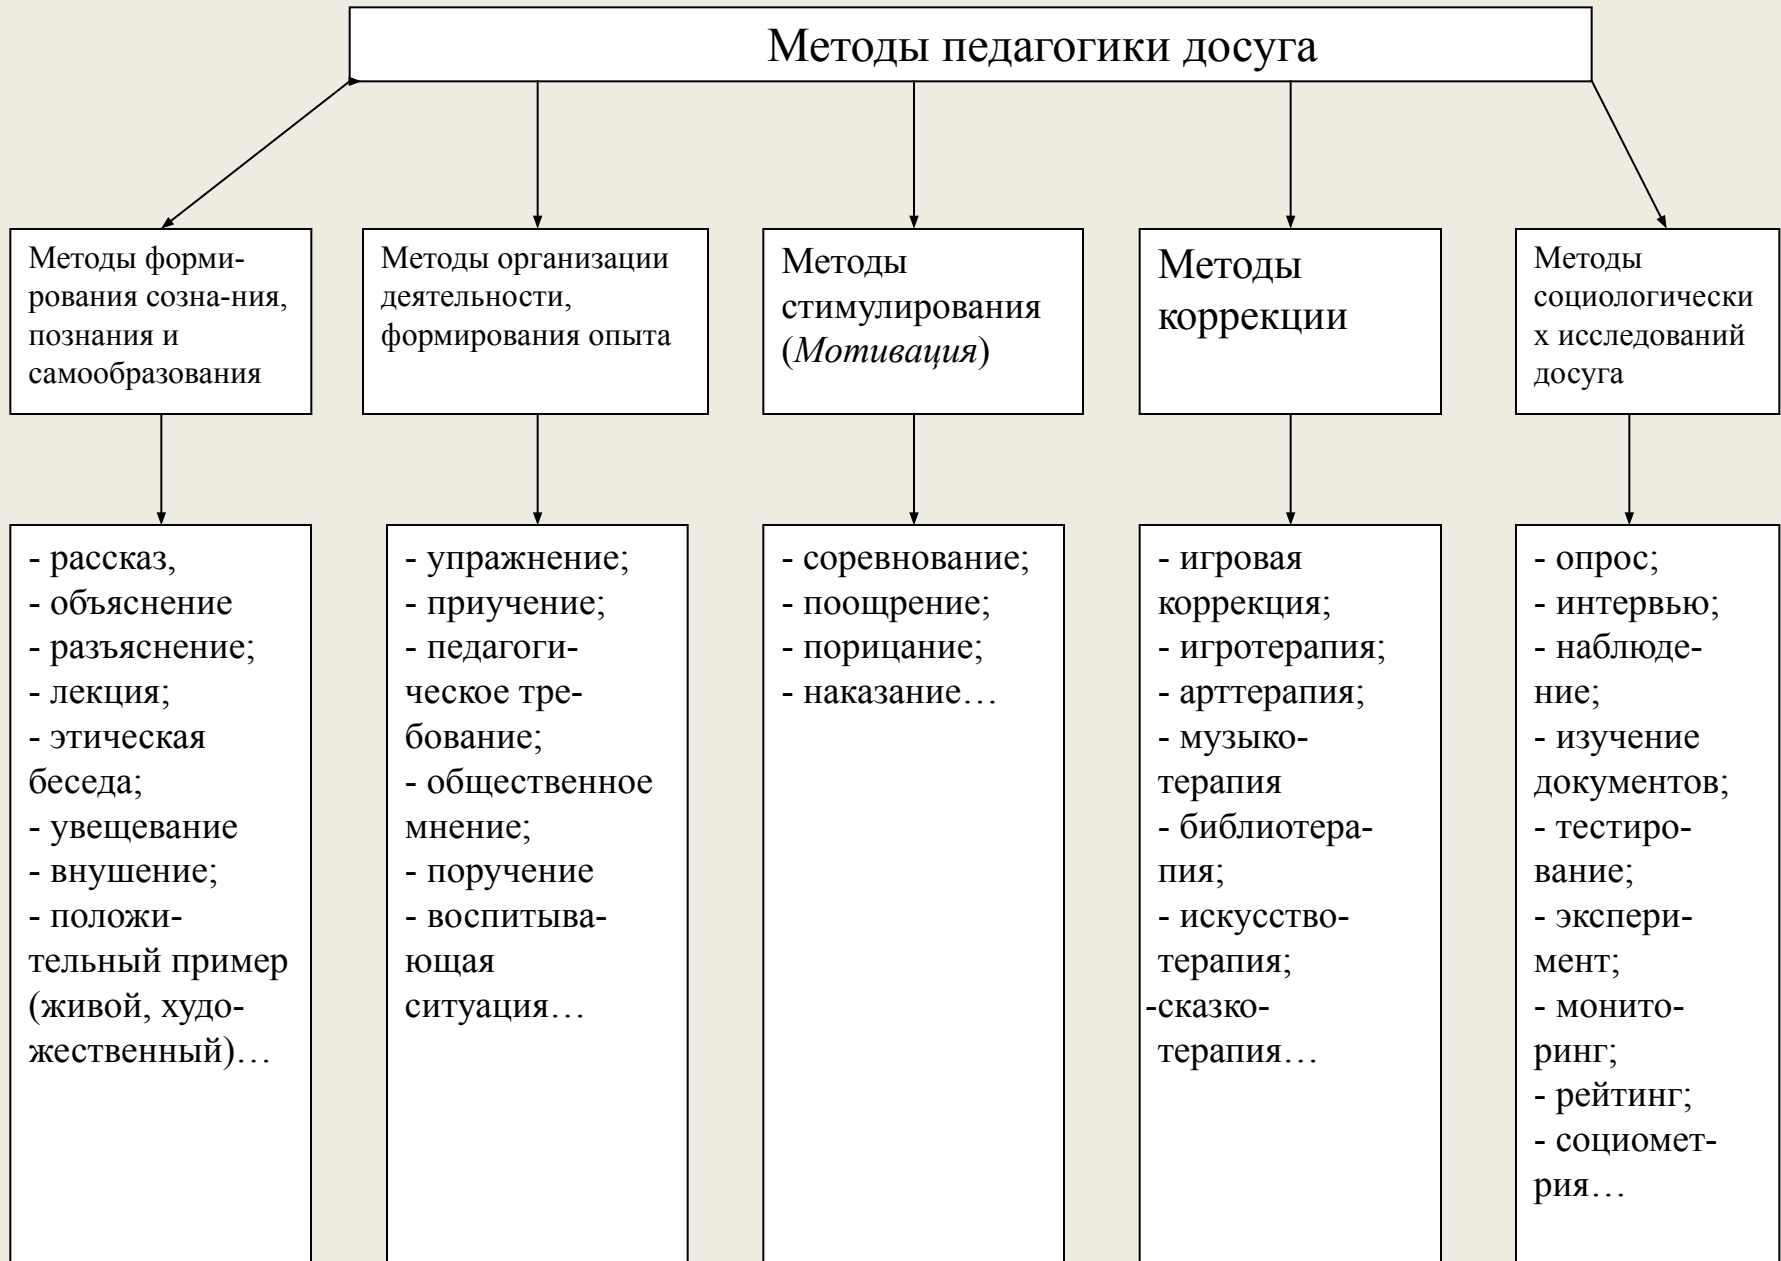 Методы педагогики досуга
Методы форми-
рования созна-ния,
познания и
самообразования
Методы организации
деятельности,
формирования опыта
Методы
стимулирования
(Мотивация)
Методы
коррекции
Методы
социологически
х исследований
досуга
- рассказ,
- объяснение
- разъяснение;
- лекция;
- этическая
беседа;
- увещевание
- внушение;
- положи-
тельный пример
(живой, худо-
жественный)…
- упражнение;
- приучение;
- педагоги-
ческое тре-
бование;
- общественное
мнение;
- поручение
- воспитыва-
ющая
ситуация…
- соревнование;
- поощрение;
- порицание;
- наказание…
- игровая
коррекция;
- игротерапия;
- арттерапия;
- музыко-
терапия
- библиотера-
пия;
- искусство-
терапия;
-сказко-
терапия…
- опрос;
- интервью;
- наблюде-
ние;
- изучение
документов;
- тестиро-
вание;
- экспери-
мент;
- монито-
ринг;
- рейтинг;
- социомет-
рия…